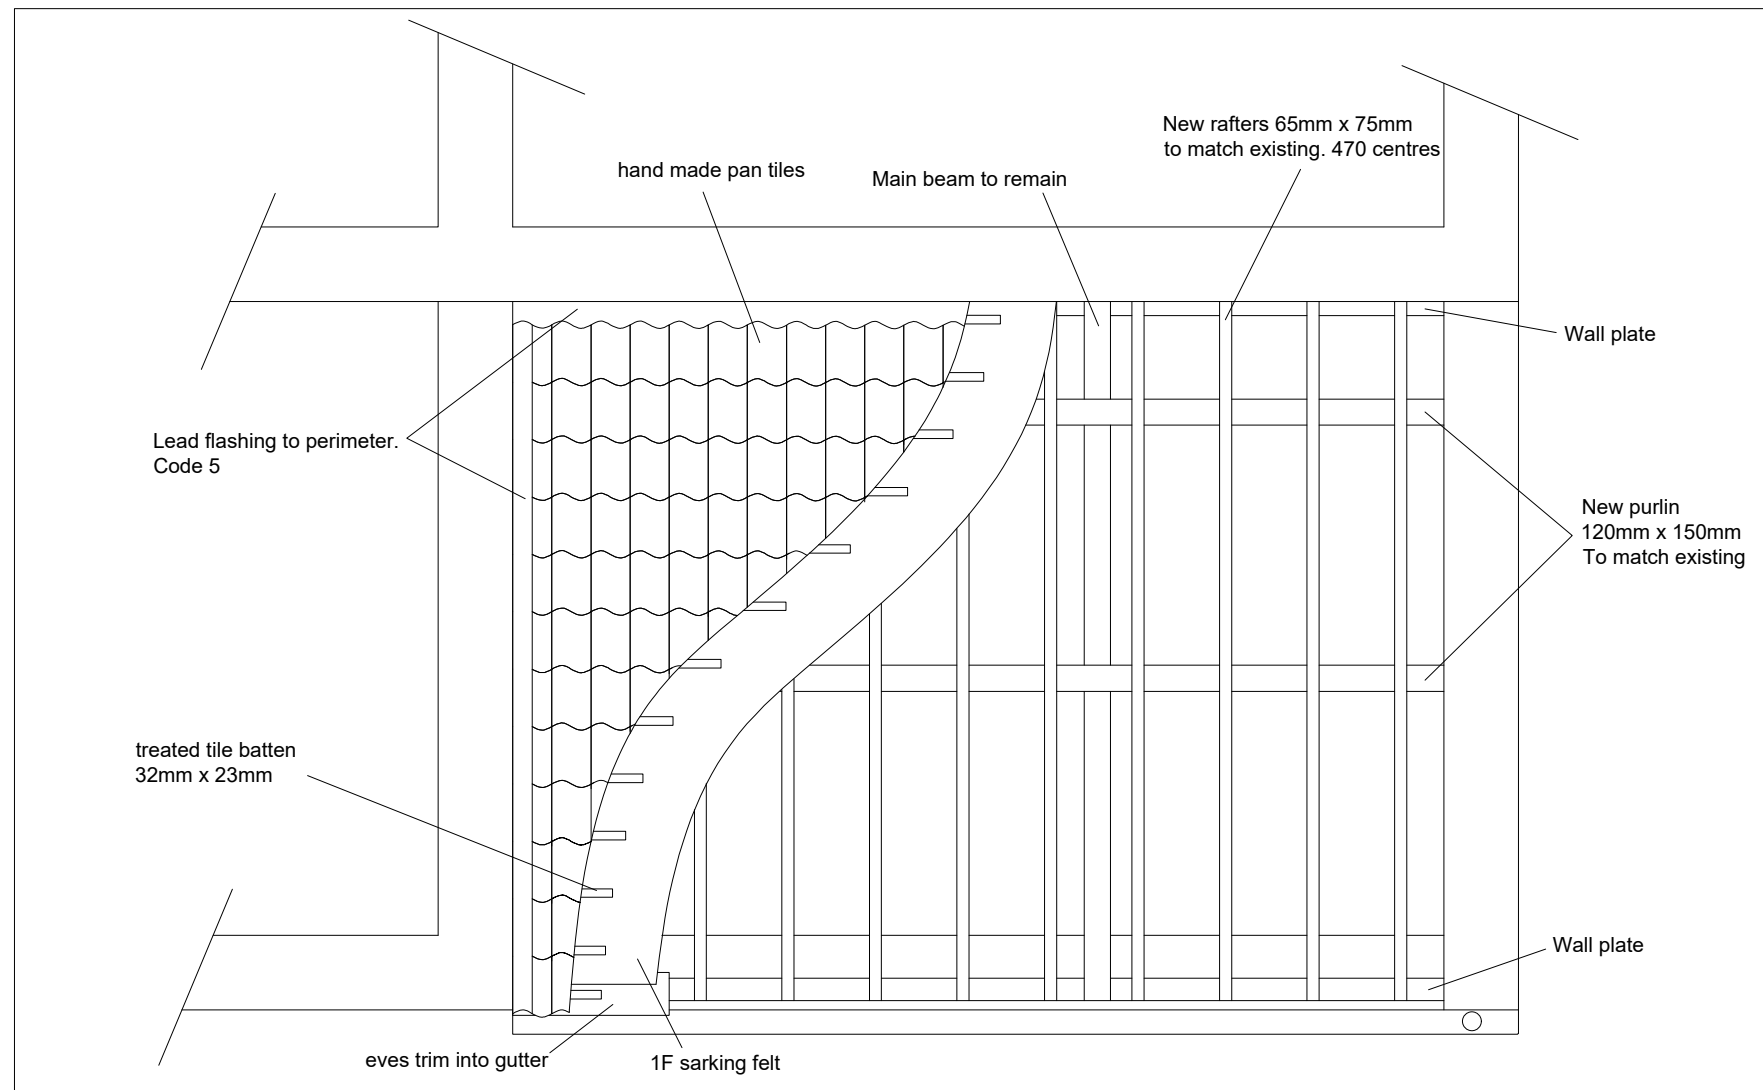 New rafters 65mm x 75mm
to match existing. 470 centres
hand made pan tiles
Main beam to remain
Wall plate
Lead flashing to perimeter.
Code 5
New purlin
120mm x 150mm
To match existing
treated tile batten
32mm x 23mm
Wall plate
eves trim into gutter
1F sarking felt